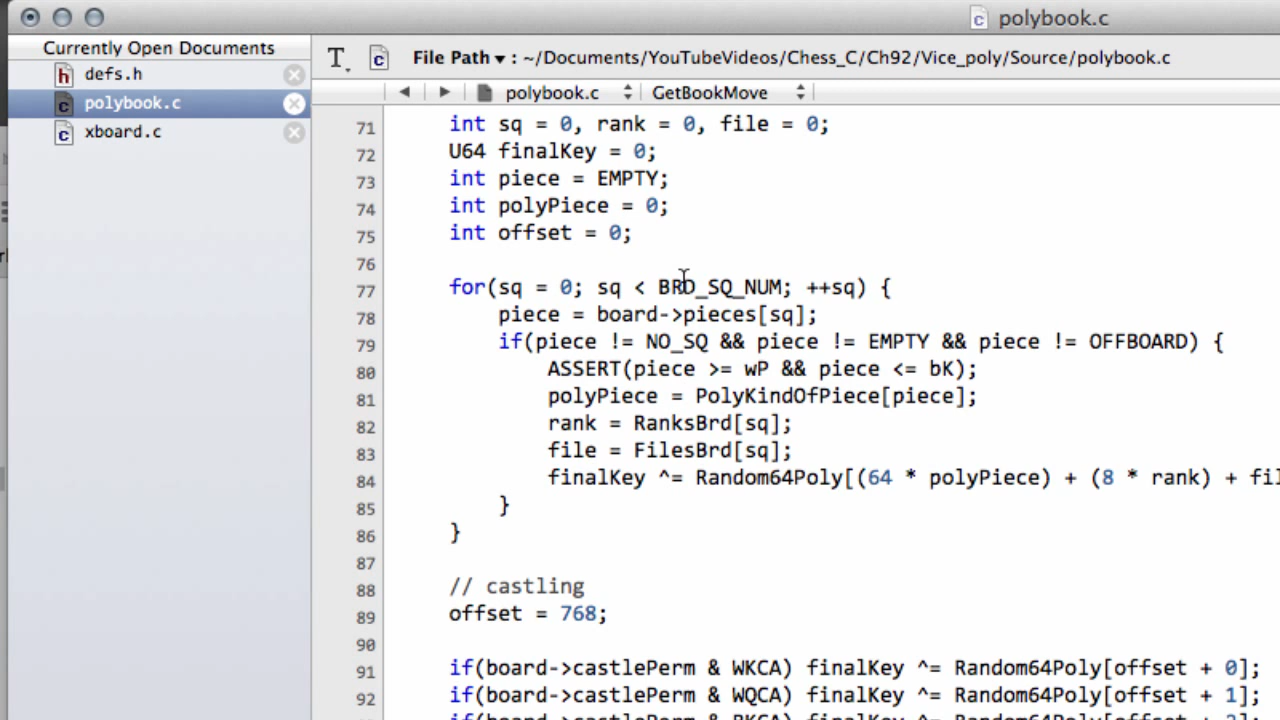 polybook.c
Currently Open Documents
defs.h
polybook.c
xboard.c
File Path ▾ : ~/Documents/YouTubeVideos/Chess_C/Ch92/Vice_poly/Source/polybook.c
polybook.c GetBookMove
71 int sq = 0, rank = 0, file = 0;
72 U64 finalKey = 0;
73 int piece = EMPTY;
74 int polyPiece = 0;
75 int offset = 0;
76
77 for(sq = 0; sq < BRD_SQ_NUM; ++sq) {
78 piece = board->pieces[sq];
79 if(piece != NO_SQ && piece != EMPTY && piece != OFFBOARD) {
80 ASSERT(piece >= wP && piece <= bK);
81 polyPiece = PolyKindOfPiece[piece];
82 rank = RanksBrd[sq];
83 file = FilesBrd[sq];
84 finalKey ^= Random64Poly[(64 * polyPiece) + (8 * rank) + fil
85 }
86 }
87
88 // castling
89 offset = 768;
90
91 if(board->castlePerm & WKCA) finalKey ^= Random64Poly[offset + 0];
92 if(board->castlePerm & WQCA) finalKey ^= Random64Poly[offset + 1];